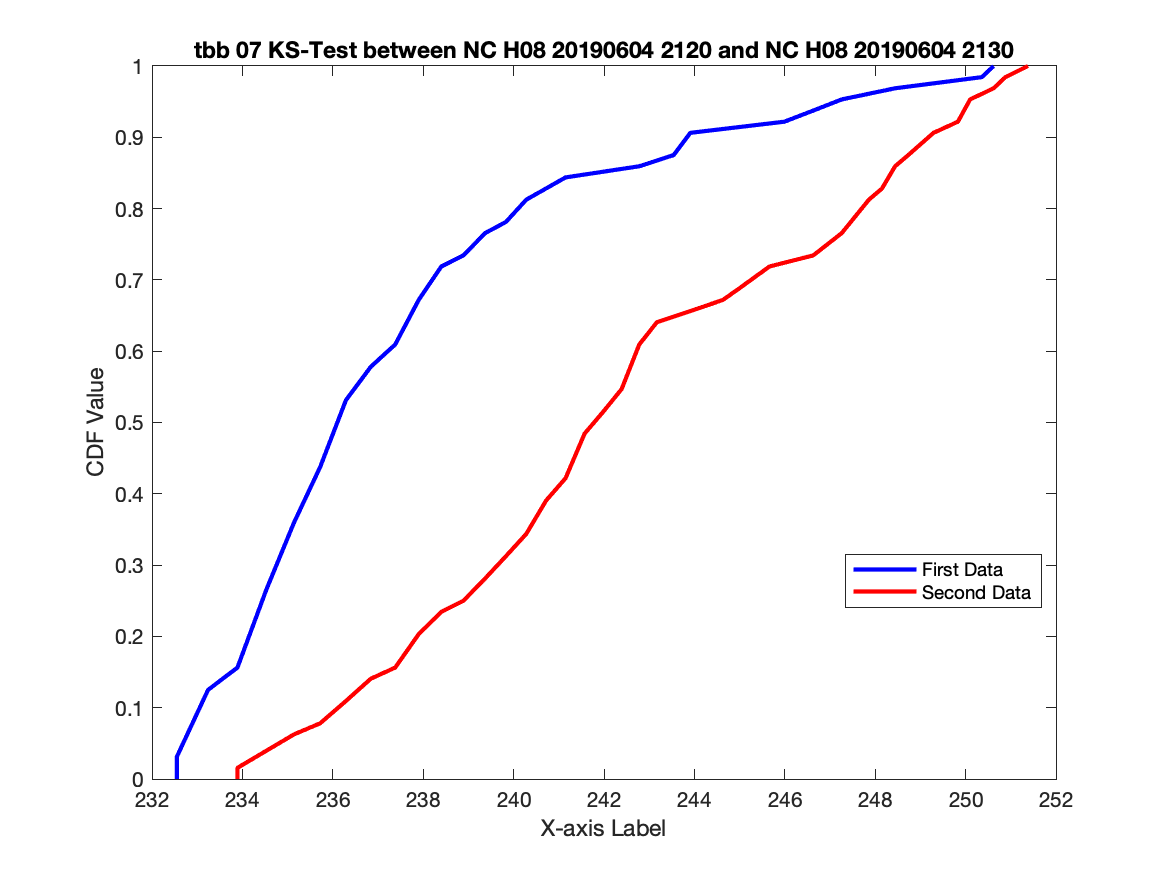 tbb 07 KS-Test between NC H08 20190604 2120 and NC H08 20190604 2130
1
0.9
0.8
0.7
0.6
0.5
0.4
0.3
0.2
0.1
0
CDF Value
First Data
Second Data
232 234 236 238 240 242 244 246 248 250 252
X-axis Label